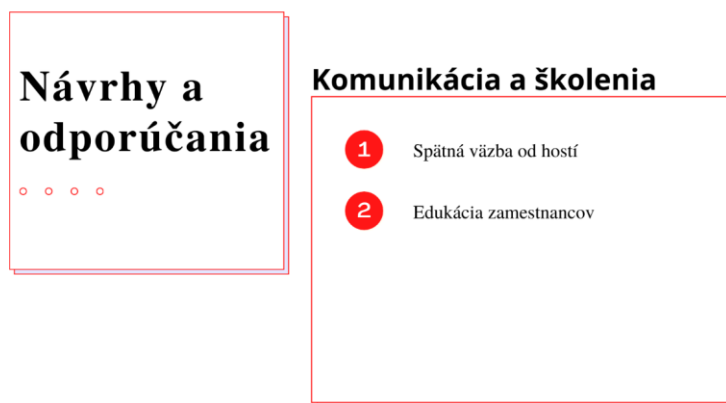 Návrhy a
odporúčania
Komunikácia a školenia
1 Spätná väzba od hostí
2 Edukácia zamestnancov